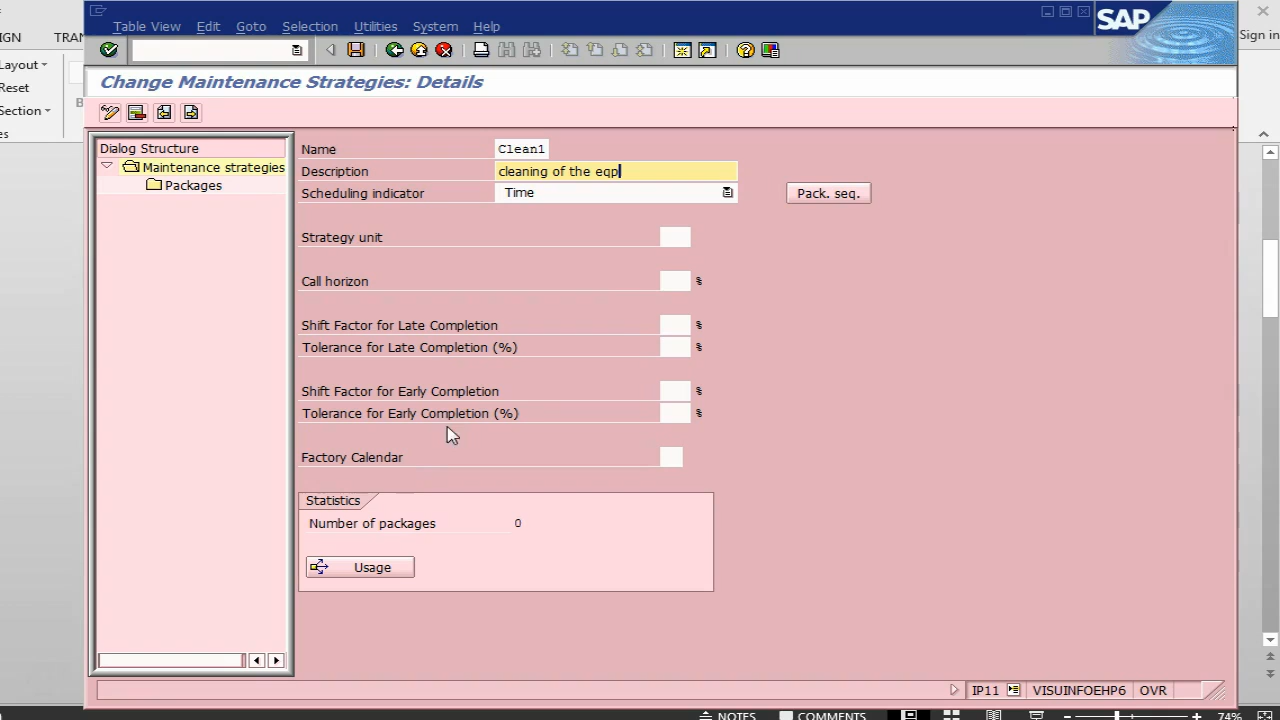 Table View Edit Goto Selection Utilities System Help
SAP
Sign in
IGN
TRAN
Layout
Reset
Section
B
es
Change Maintenance Strategies: Details
Dialog Structure
Maintenance strategies
Packages
Name Clean1
Description cleaning of the eqp
Scheduling indicator Time
Pack. seq.
Strategy unit
Call horizon %
Shift Factor for Late Completion %
Tolerance for Late Completion (%) %
Shift Factor for Early Completion %
Tolerance for Early Completion (%) %
Factory Calendar
Statistics
Number of packages 0
Usage
IP11 VISUINFOEHP6 OVR
NOTES COMMENTS 74%